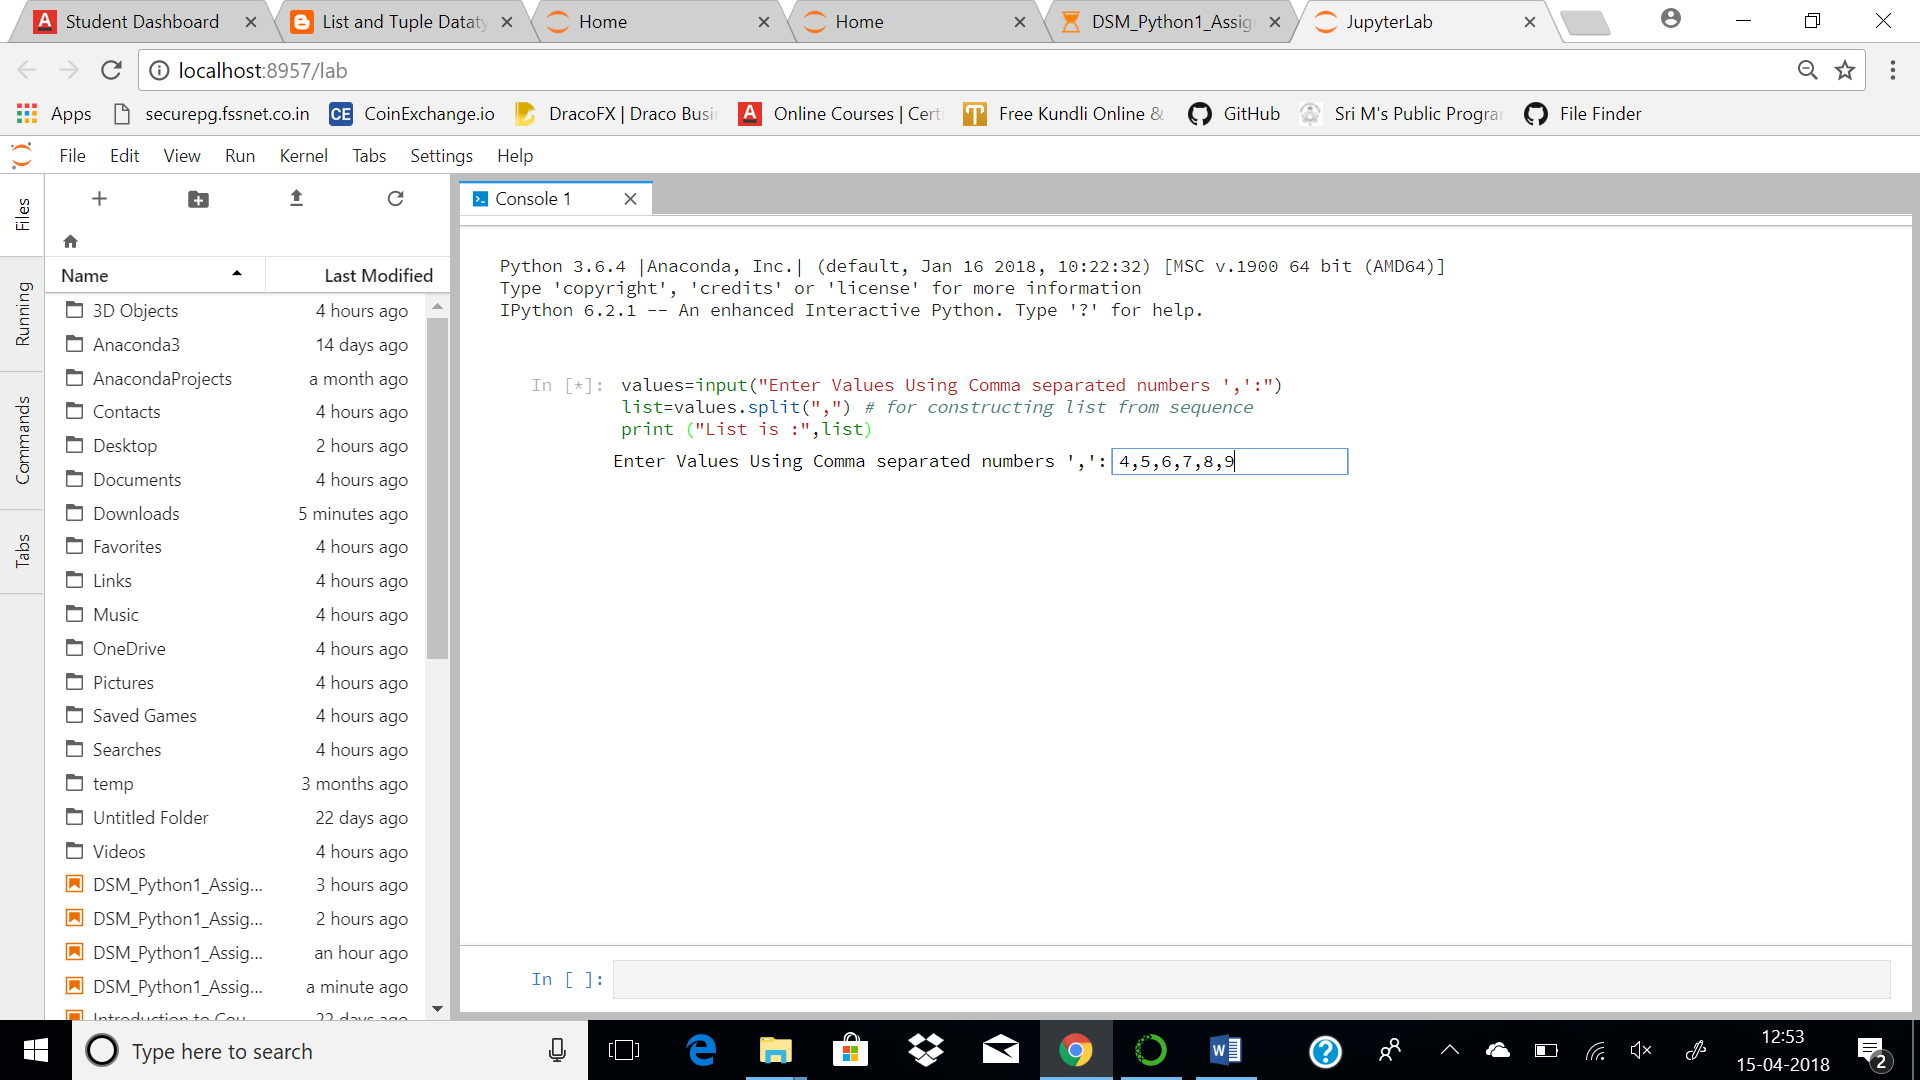 Student Dashboard
List and Tuple Dataty
Home
Home
DSM_Python1_Assig
JupyterLab
localhost:8957/lab
Apps
securepg.fssnet.co.in
CE CoinExchange.io
DracoFX | Draco Busi
A Online Courses | Cert
Free Kundli Online &
GitHub
Sri M's Public Progra
File Finder
File Edit View Run Kernel Tabs Settings Help
Files
Running
Commands
Tabs
Name Last Modified
3D Objects 4 hours ago
Anaconda3 14 days ago
AnacondaProjects a month ago
Contacts 4 hours ago
Desktop 2 hours ago
Documents 4 hours ago
Downloads 5 minutes ago
Favorites 4 hours ago
Links 4 hours ago
Music 4 hours ago
OneDrive 4 hours ago
Pictures 4 hours ago
Saved Games 4 hours ago
Searches 4 hours ago
temp 3 months ago
Untitled Folder 22 days ago
Videos 4 hours ago
DSM_Python1_Assig... 3 hours ago
DSM_Python1_Assig... 2 hours ago
DSM_Python1_Assig... an hour ago
DSM_Python1_Assig... a minute ago
Introduction to Cou 22 days ago
Console 1
Python 3.6.4 |Anaconda, Inc.| (default, Jan 16 2018, 10:22:32) [MSC v.1900 64 bit (AMD64)]
Type 'copyright', 'credits' or 'license' for more information
IPython 6.2.1 -- An enhanced Interactive Python. Type '?' for help.
In [*]: values=input("Enter Values Using Comma separated numbers ',':")
list=values.split(",") # for constructing list from sequence
print ("List is :",list)
Enter Values Using Comma separated numbers ',': 4,5,6,7,8,9
In [ ]:
Type here to search
12:53
15-04-2018
2